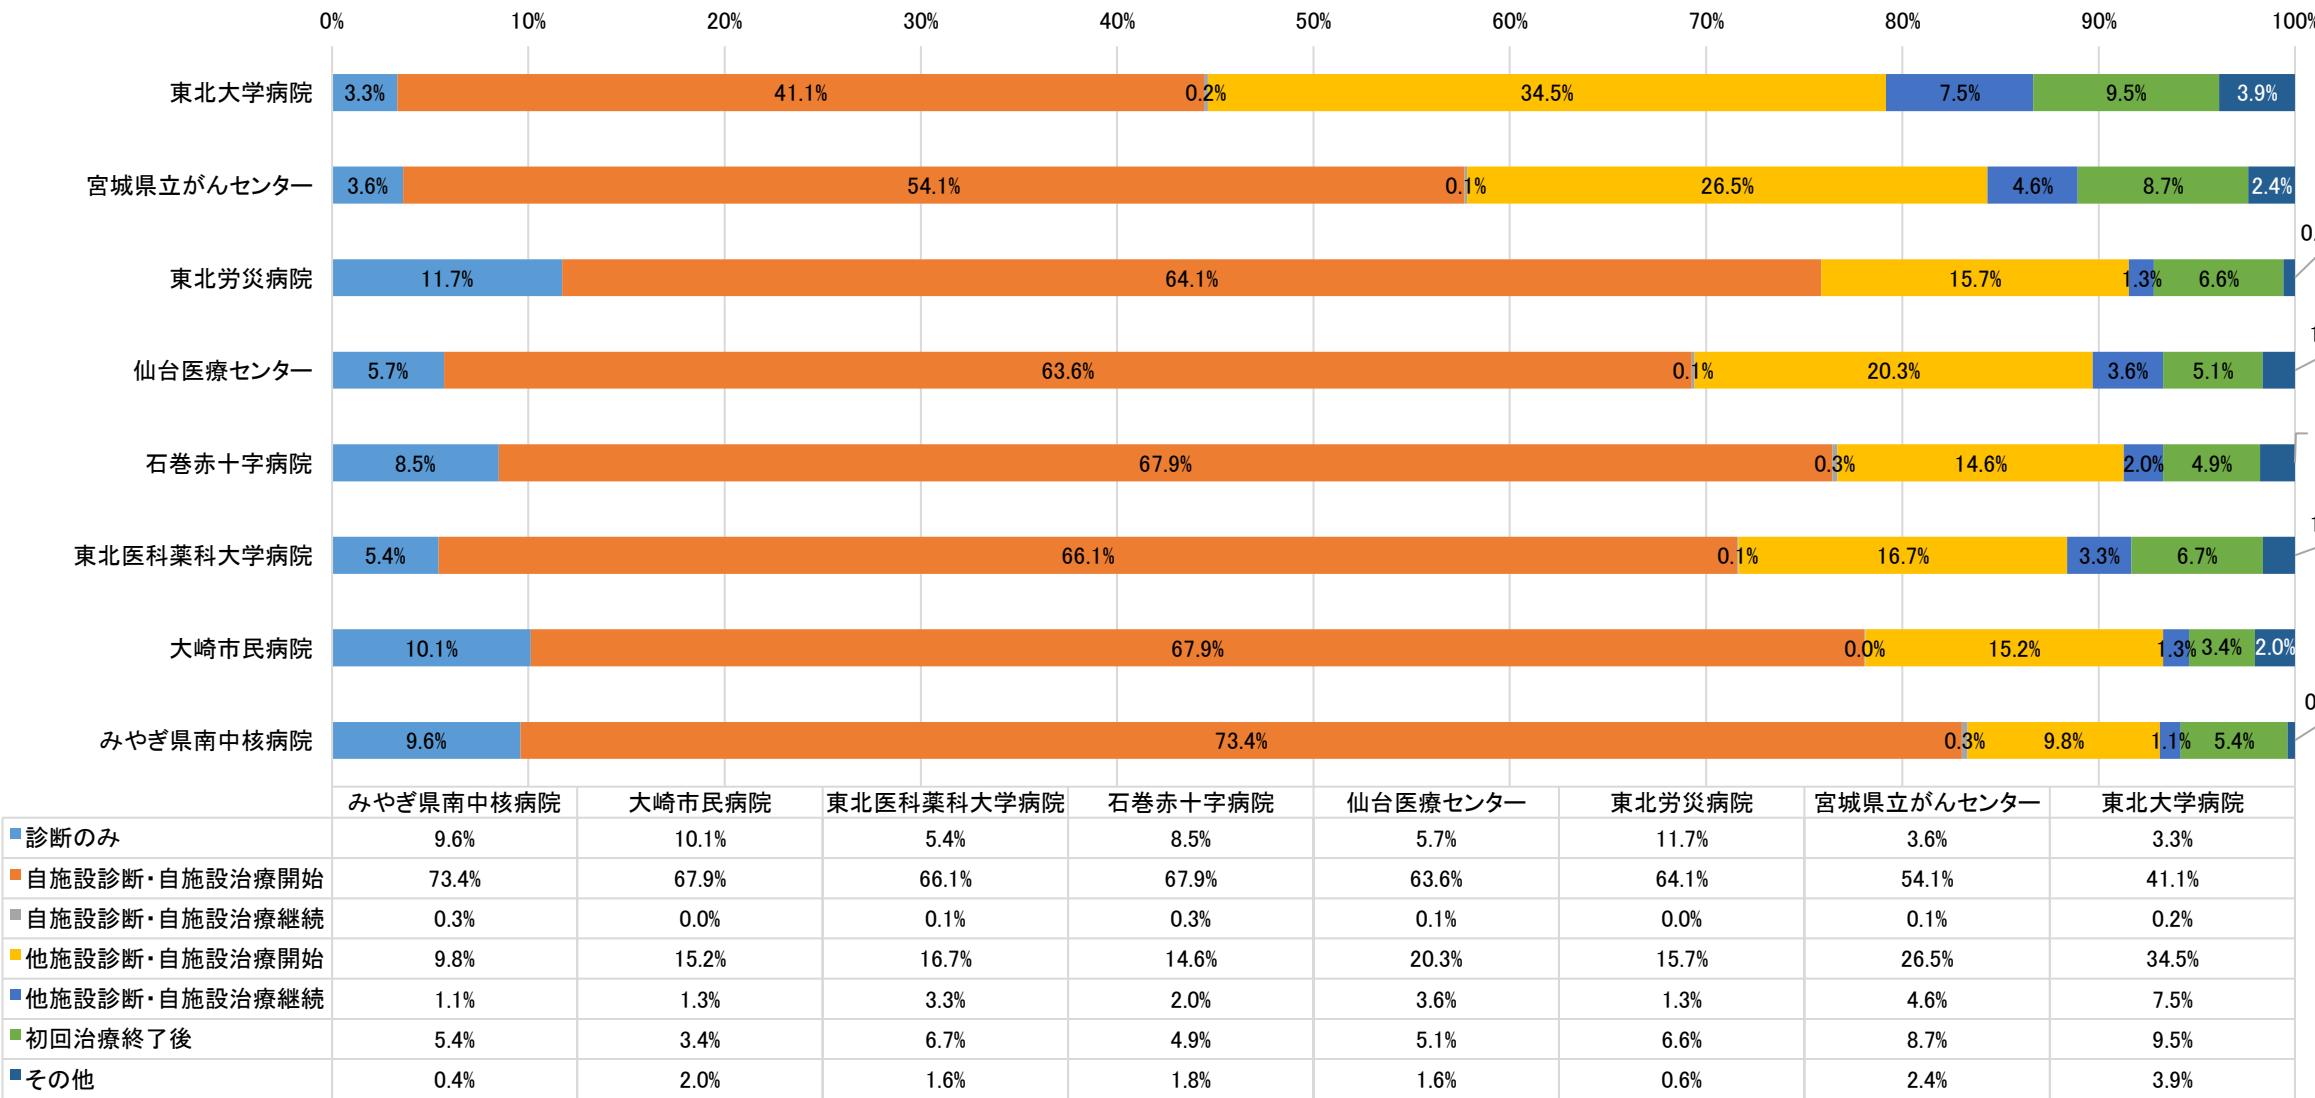 0% 10% 20% 30% 40% 50% 60% 70% 80% 90% 100%
東北大学病院 3.3% 41.1% 0.2% 34.5% 7.5% 9.5% 3.9%
宮城県立がんセンター 3.6% 54.1% 0.1% 26.5% 4.6% 8.7% 2.4%
0.
東北労災病院 11.7% 64.1% 15.7% 1.3% 6.6%
仙台医療センター 5.7% 63.6% 0.1% 20.3% 3.6% 5.1%
石巻赤十字病院 8.5% 67.9% 0.3% 14.6% 2.0% 4.9%
東北医科薬科大学病院 5.4% 66.1% 0.1% 16.7% 3.3% 6.7%
大崎市民病院 10.1% 67.9% 0.0% 15.2% 1.3% 3.4% 2.0%
0
みやぎ県南中核病院 9.6% 73.4% 0.3% 9.8% 1.1% 5.4%
みやぎ県南中核病院 大崎市民病院 東北医科薬科大学病院 石巻赤十字病院 仙台医療センター 東北労災病院 宮城県立がんセンター 東北大学病院
診断のみ 9.6% 10.1% 5.4% 8.5% 5.7% 11.7% 3.6% 3.3%
自施設診断・自施設治療開始 73.4% 67.9% 66.1% 67.9% 63.6% 64.1% 54.1% 41.1%
自施設診断・自施設治療継続 0.3% 0.0% 0.1% 0.3% 0.1% 0.0% 0.1% 0.2%
他施設診断・自施設治療開始 9.8% 15.2% 16.7% 14.6% 20.3% 15.7% 26.5% 34.5%
他施設診断・自施設治療継続 1.1% 1.3% 3.3% 2.0% 3.6% 1.3% 4.6% 7.5%
初回治療終了後 5.4% 3.4% 6.7% 4.9% 5.1% 6.6% 8.7% 9.5%
その他 0.4% 2.0% 1.6% 1.8% 1.6% 0.6% 2.4% 3.9%